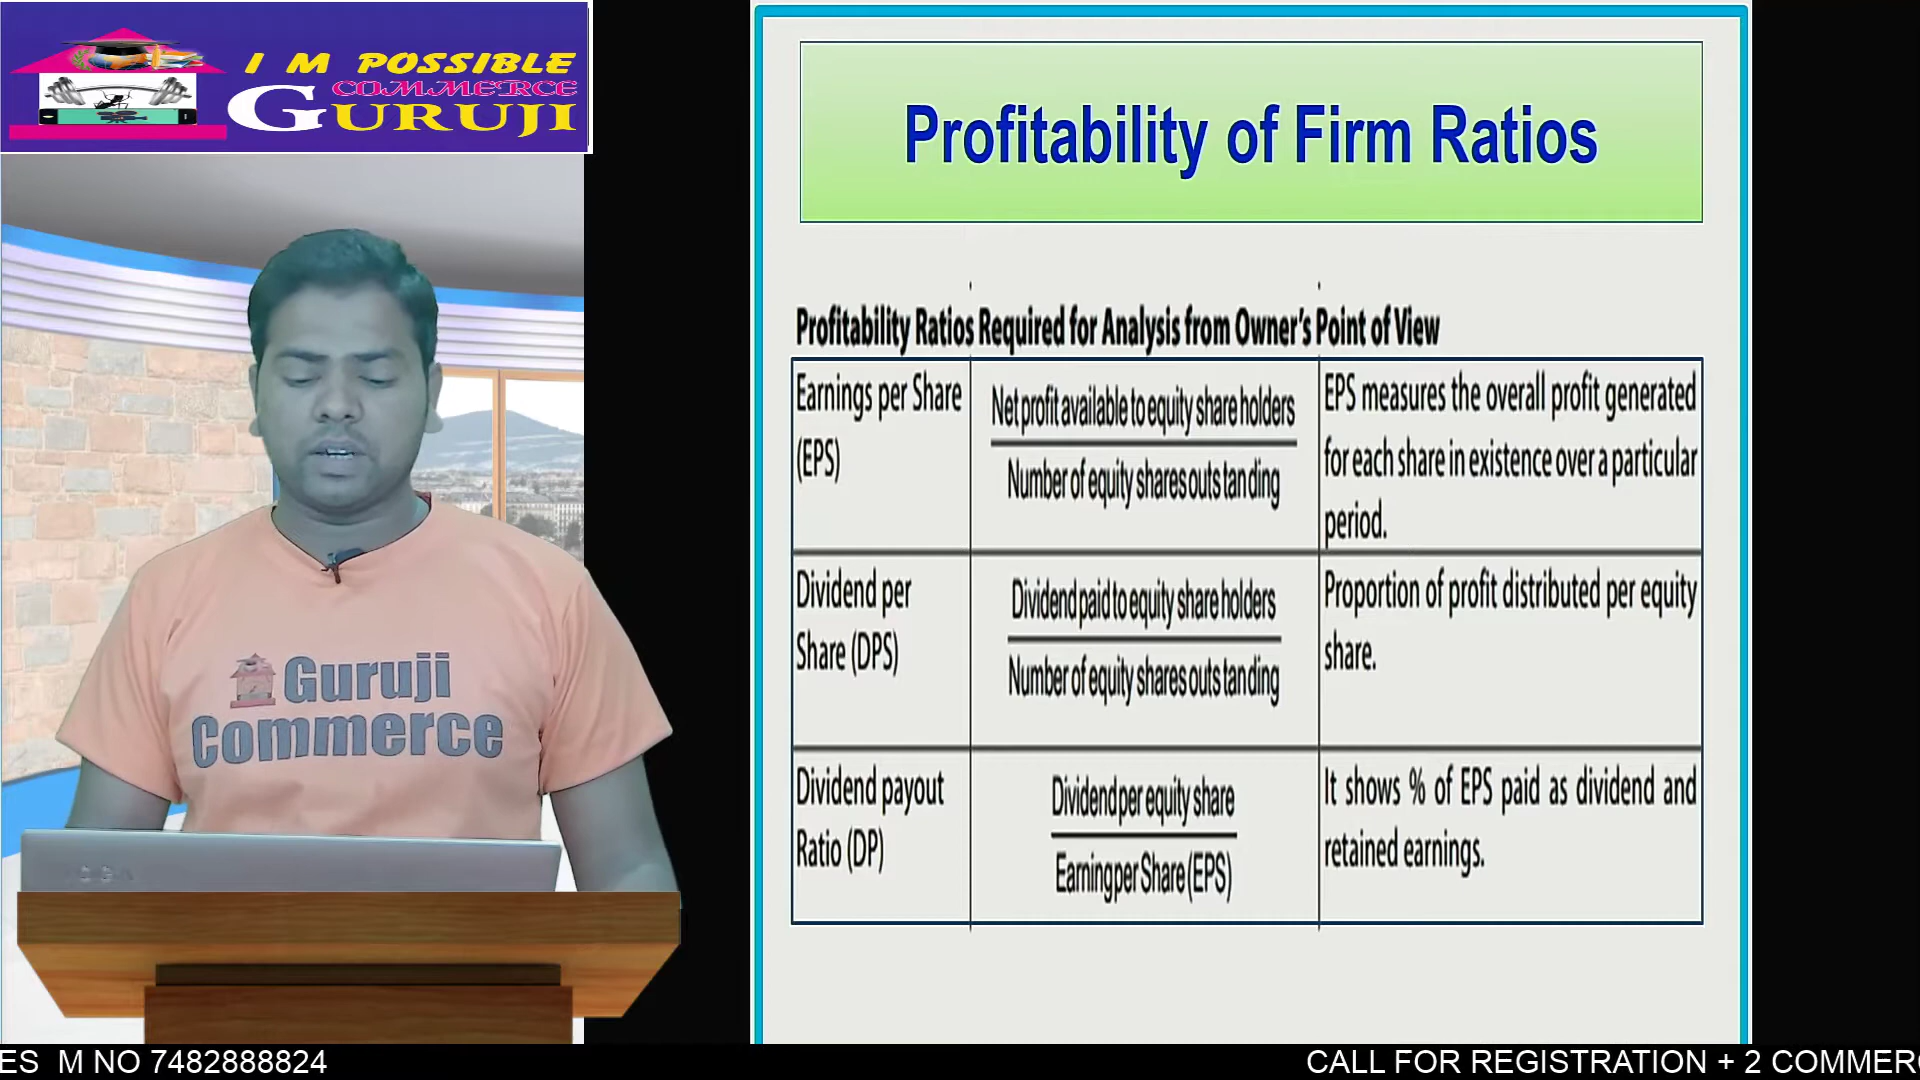 I M POSSIBLE
COMMERCE
GURUJI
Profitability of Firm Ratios
Profitability Ratios Required for Analysis from Owner's Point of View
Earnings per Share
(EPS)
Net profit available to equity share holders
Number of equity shares outstanding
EPS measures the overall profit generated
for each share in existence over a particular
period.
Dividend per
Share (DPS)
Dividend paid to equity share holders
Number of equity shares outstanding
Proportion of profit distributed per equity
share.
Dividend payout
Ratio (DP)
Dividend per equity share
Earning per Share (EPS)
It shows % of EPS paid as dividend and
retained earnings.
Guruji
Commerce
ES M NO 7482888824
CALL FOR REGISTRATION + 2 COMMERC